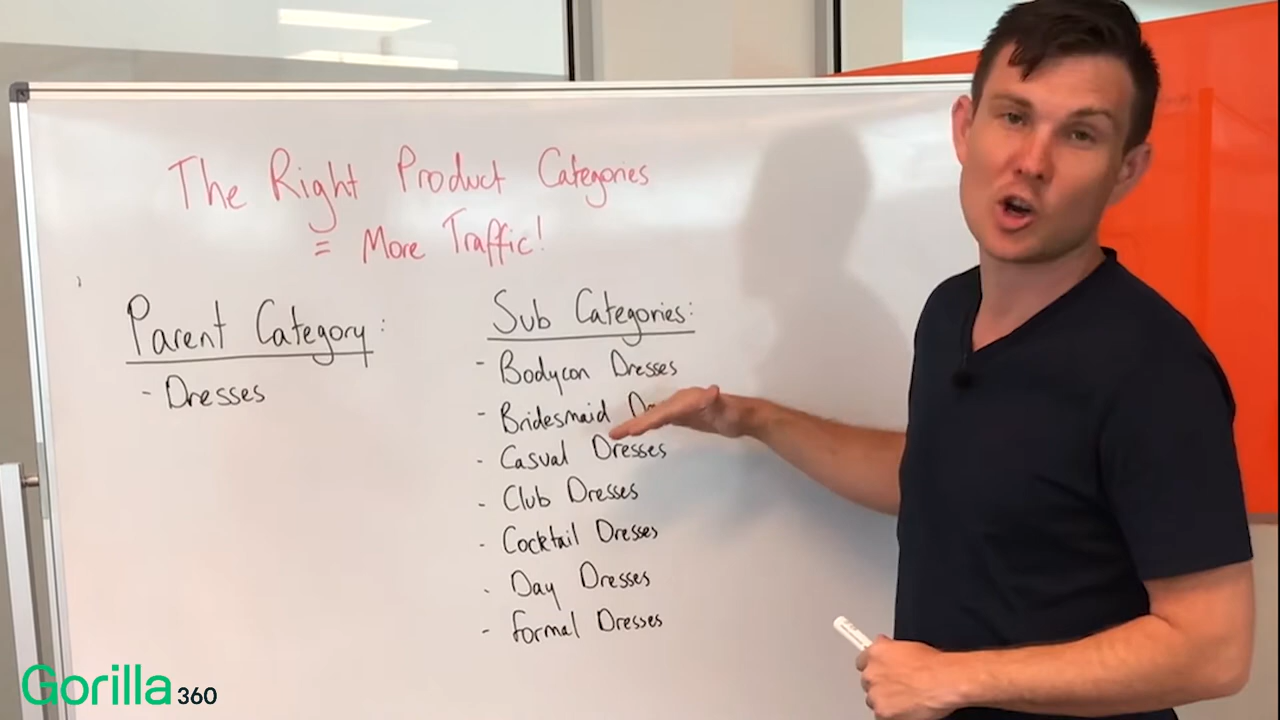 The Right Product Categories
= More Traffic!
Parent Category:
- Dresses
Sub Categories:
- Bodycon Dresses
- Bridesmaid
- Casual Dresses
- Club Dresses
- Cocktail Dresses
- Day Dresses
- Formal Dresses
Gorilla 360